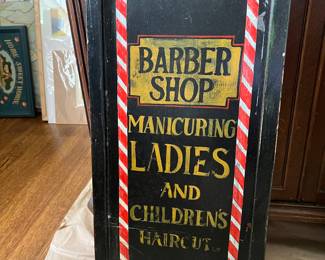 BARBER
SHOP
MANICURING
LADIES
AND
CHILDREN'S
HAIRCUT